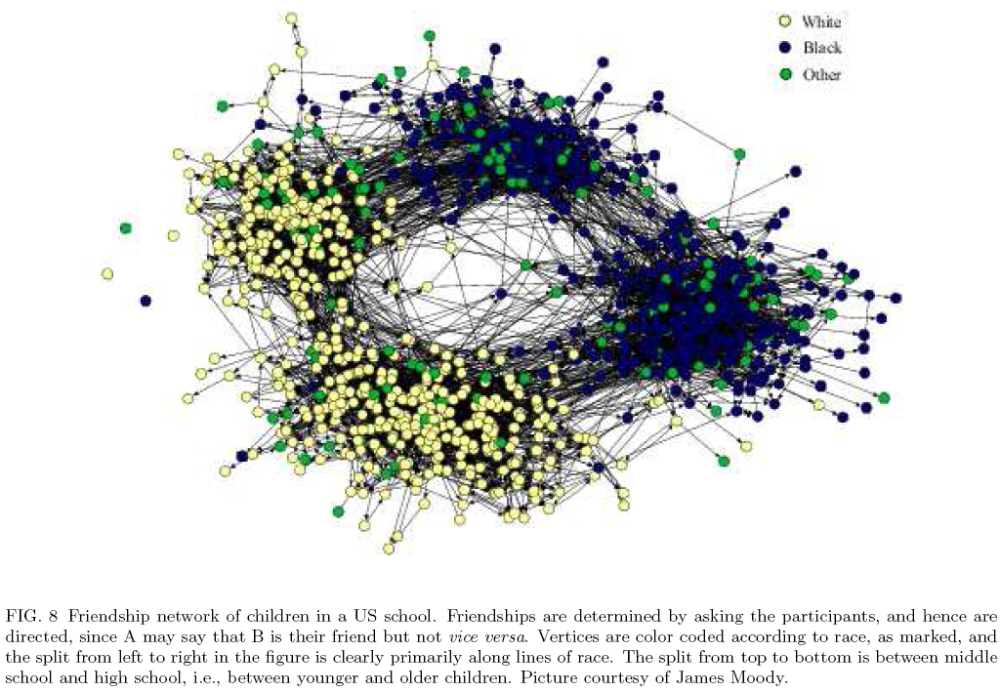 White
Black
Other
FIG. 8 Friendship network of children in a US school. Friendships are determined by asking the participants, and hence are
directed, since A may say that B is their friend but not vice versa. Vertices are color coded according to race, as marked, and
the split from left to right in the figure is clearly primarily along lines of race. The split from top to bottom is between middle
school and high school, i.e., between younger and older children. Picture courtesy of James Moody.